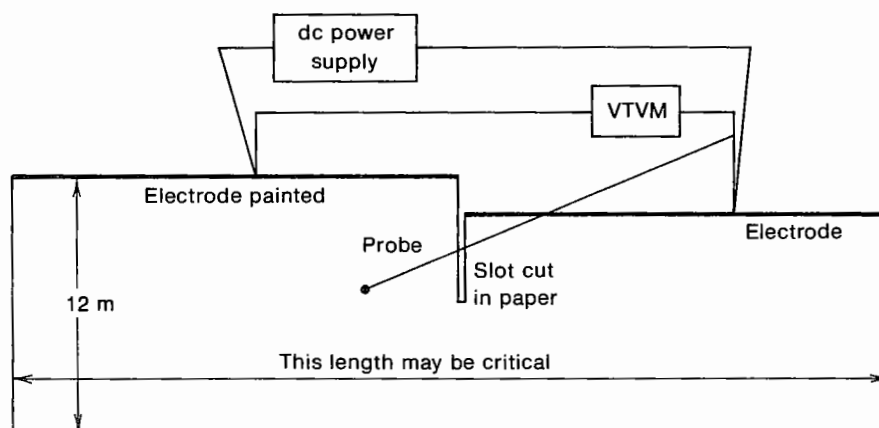 dc power
supply
VTVM
Electrode painted
Electrode
Probe
Slot cut
in paper
12 m
This length may be critical